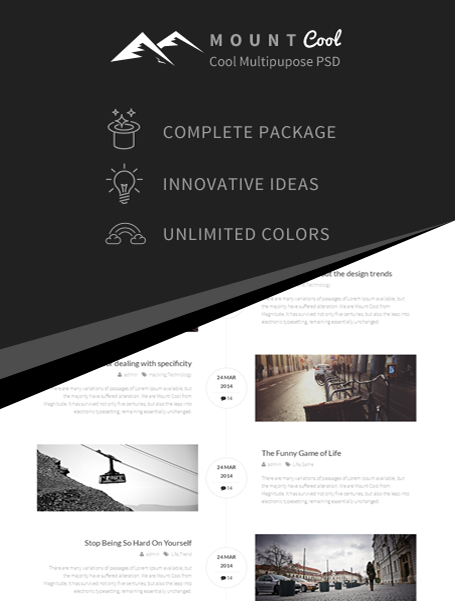 MOUNT Cool
Cool Multipupose PSD
COMPLETE PACKAGE
INNOVATIVE IDEAS
UNLIMITED COLORS
the design trends
Technology
are many variations of passages of Lorem Ipsum available, but
the majority have suffered alteration. We are Mount Cool from
Magnitude. It has survived not only five centuries, but also the leap into
electronic typesetting, remaining essentially unchanged.
dealing with specificity
admin Hacking, Technology
are many variations of passages of Lorem Ipsum available, but
the majority have suffered alteration. We are Mount Cool from
Magnitude. It has survived not only five centuries, but also the leap into
electronic typesetting, remaining essentially unchanged.
24 MAR
2014
14
The Funny Game of Life
admin Life, Game
There are many variations of passages of Lorem Ipsum available, but
the majority have suffered alteration. We are Mount Cool from
Magnitude. It has survived not only five centuries, but also the leap into
electronic typesetting, remaining essentially unchanged.
24 MAR
2014
14
Stop Being So Hard On Yourself
admin Life, Trend
There are many variations of passages of Lorem Ipsum available, but
the majority have suffered alteration. We are Mount Cool from
Magnitude. It has survived not only five centuries, but also the leap into
electronic typesetting, remaining essentially unchanged.
24 MAR
2014
14